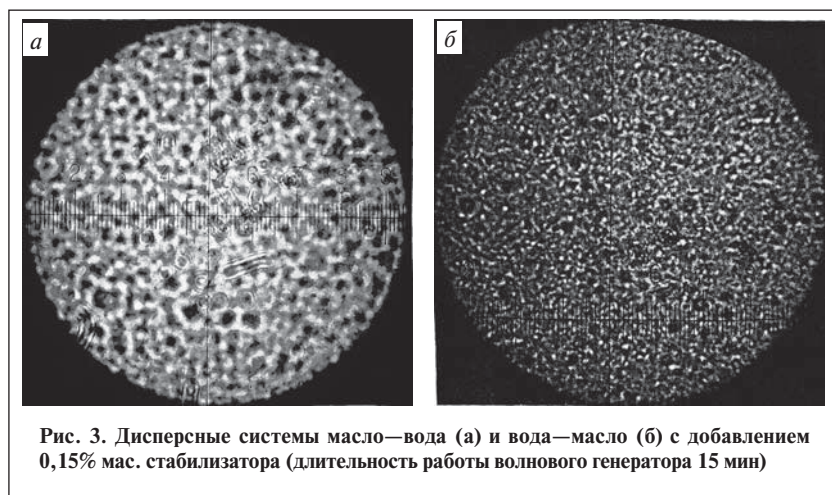 а
б
Рис. 3. Дисперсные системы масло—вода (а) и вода—масло (б) с добавлением
0,15% мас. стабилизатора (длительность работы волнового генератора 15 мин)